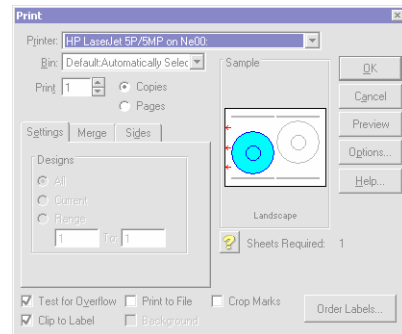 Print
Printer: HP LaserJet 5P/5MP on Ne00:
Bin: Default:Automatically Selec
Print 1 Copies
Pages
Settings Merge Sides
Designs
All
Current
Range
1 To: 1
Sample
Landscape
Sheets Required: 1
OK
Cancel
Preview
Options...
Help...
Test for Overflow Print to File Crop Marks
Clip to Label Background
Order Labels...